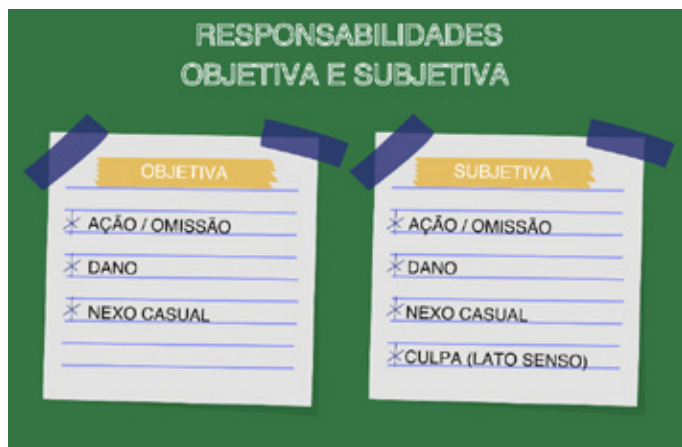 RESPONSABILIDADES
OBJETIVA E SUBJETIVA
OBJETIVA
AÇÃO / OMISSÃO
DANO
NEXO CASUAL
SUBJETIVA
AÇÃO / OMISSÃO
DANO
NEXO CASUAL
CULPA (LATO SENSO)